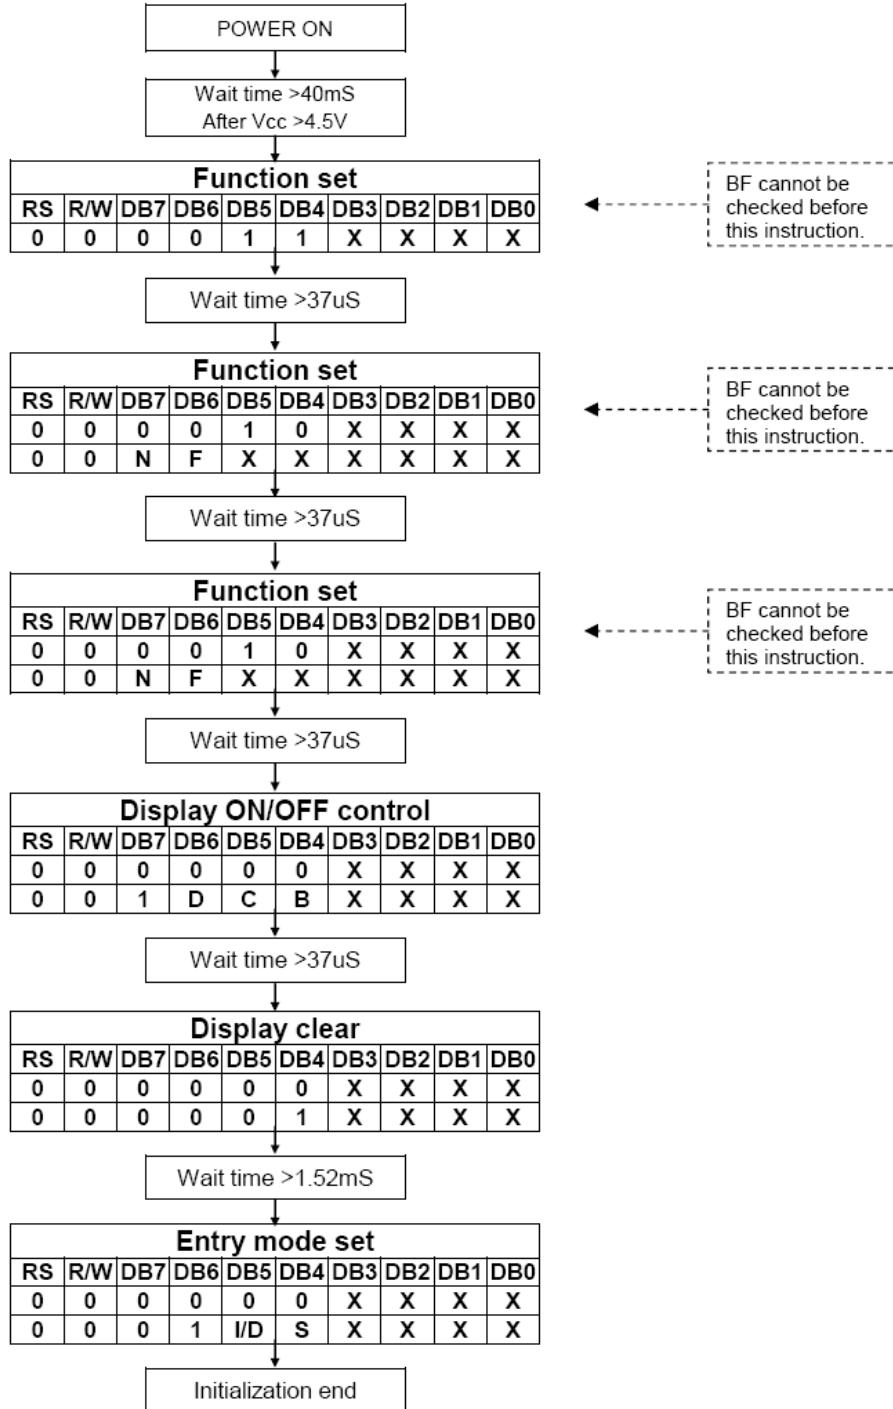 POWER ON
Wait time >40mS
After Vcc >4.5V
Function set
RS R/W DB7 DB6 DB5 DB4 DB3 DB2 DB1 DB0
0 0 0 0 1 1 X X X X
BF cannot be
checked before
this instruction.
Wait time >37uS
Function set
RS R/W DB7 DB6 DB5 DB4 DB3 DB2 DB1 DB0
0 0 0 0 1 0 X X X X
0 0 N F X X X X X X
BF cannot be
checked before
this instruction.
Wait time >37uS
Function set
RS R/W DB7 DB6 DB5 DB4 DB3 DB2 DB1 DB0
0 0 0 0 1 0 X X X X
0 0 N F X X X X X X
BF cannot be
checked before
this instruction.
Wait time >37uS
Display ON/OFF control
RS R/W DB7 DB6 DB5 DB4 DB3 DB2 DB1 DB0
0 0 0 0 0 0 X X X X
0 0 1 D C B X X X X
Wait time >37uS
Display clear
RS R/W DB7 DB6 DB5 DB4 DB3 DB2 DB1 DB0
0 0 0 0 0 0 X X X X
0 0 0 0 0 1 X X X X
Wait time >1.52mS
Entry mode set
RS R/W DB7 DB6 DB5 DB4 DB3 DB2 DB1 DB0
0 0 0 0 0 0 X X X X
0 0 0 1 I/D S X X X X
Initialization end